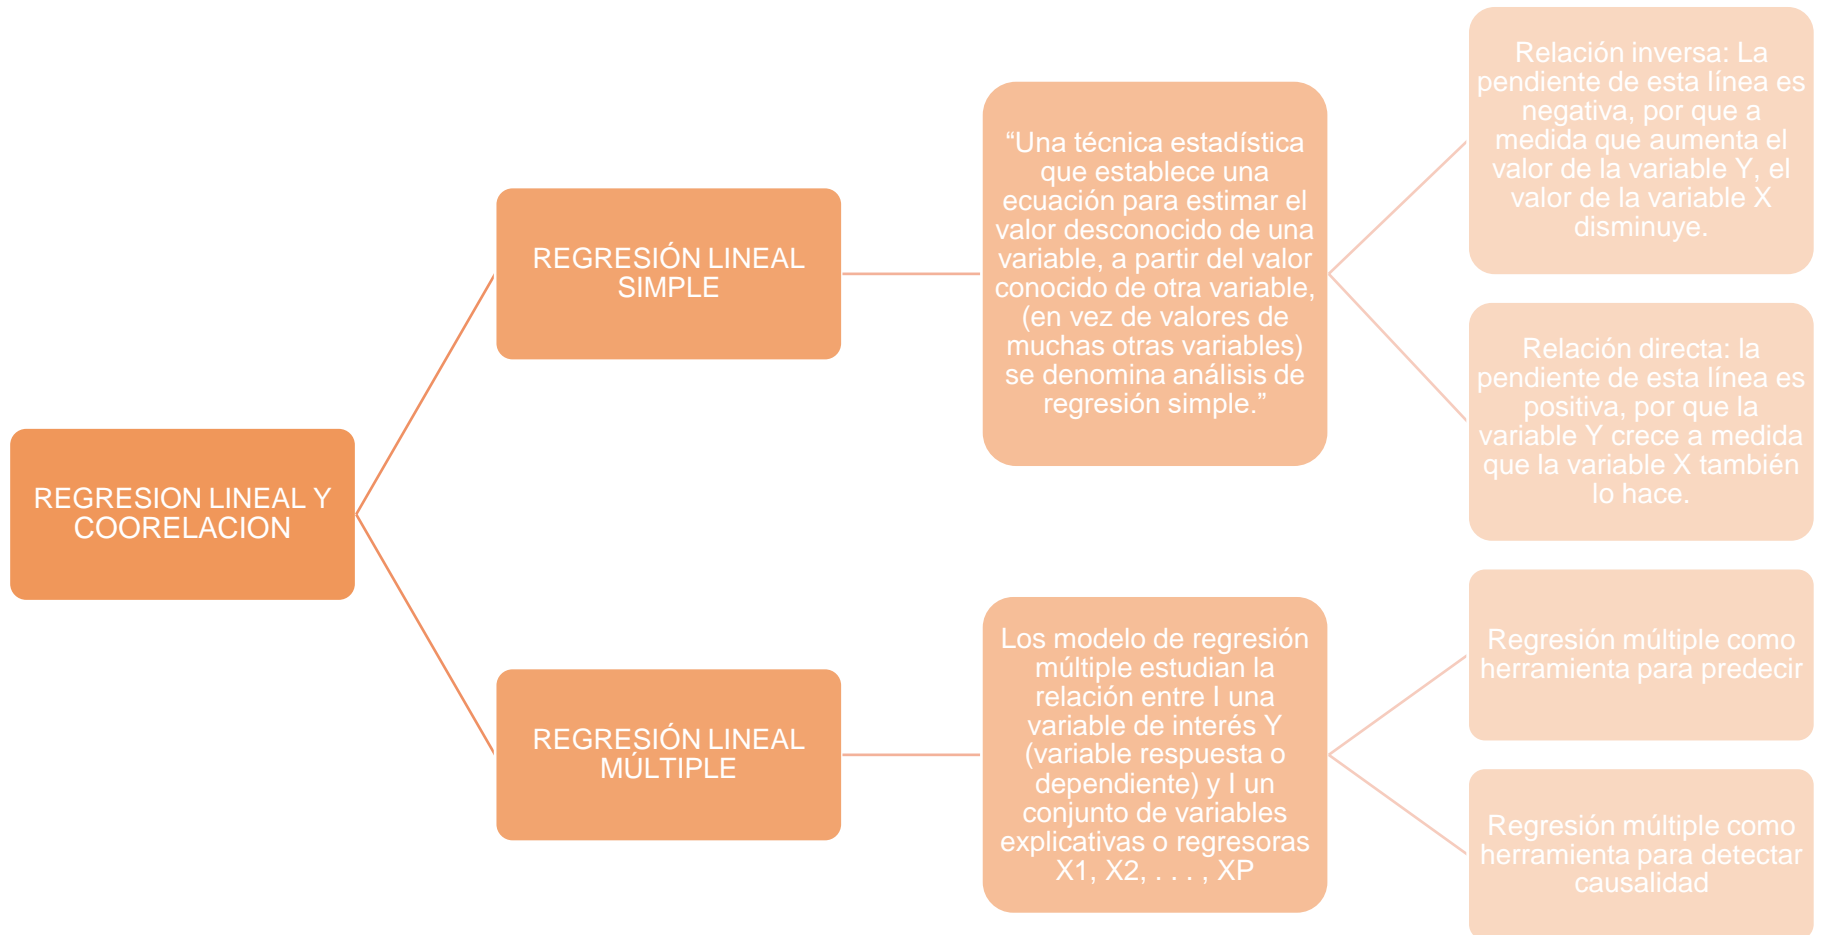 REGRESION LINEAL Y
COORELACION
REGRESIÓN LINEAL
SIMPLE
“Una técnica estadística
que establece una
ecuación para estimar el
valor desconocido de una
variable, a partir del valor
conocido de otra variable,
(en vez de valores de
muchas otras variables)
se denomina análisis de
regresión simple.”
Relación inversa: La
pendiente de esta línea es
negativa, por que a
medida que aumenta el
valor de la variable Y, el
valor de la variable X
disminuye.
Relación directa: la
pendiente de esta línea es
positiva, por que la
variable Y crece a medida
que la variable X también
lo hace.
REGRESIÓN LINEAL
MÚLTIPLE
Los modelo de regresión
múltiple estudian la
relación entre I una
variable de interés Y
(variable respuesta o
dependiente) y I un
conjunto de variables
explicativas o regresoras
X1, X2, . . . , XP
Regresión múltiple como
herramienta para predecir
Regresión múltiple como
herramienta para detectar
causalidad